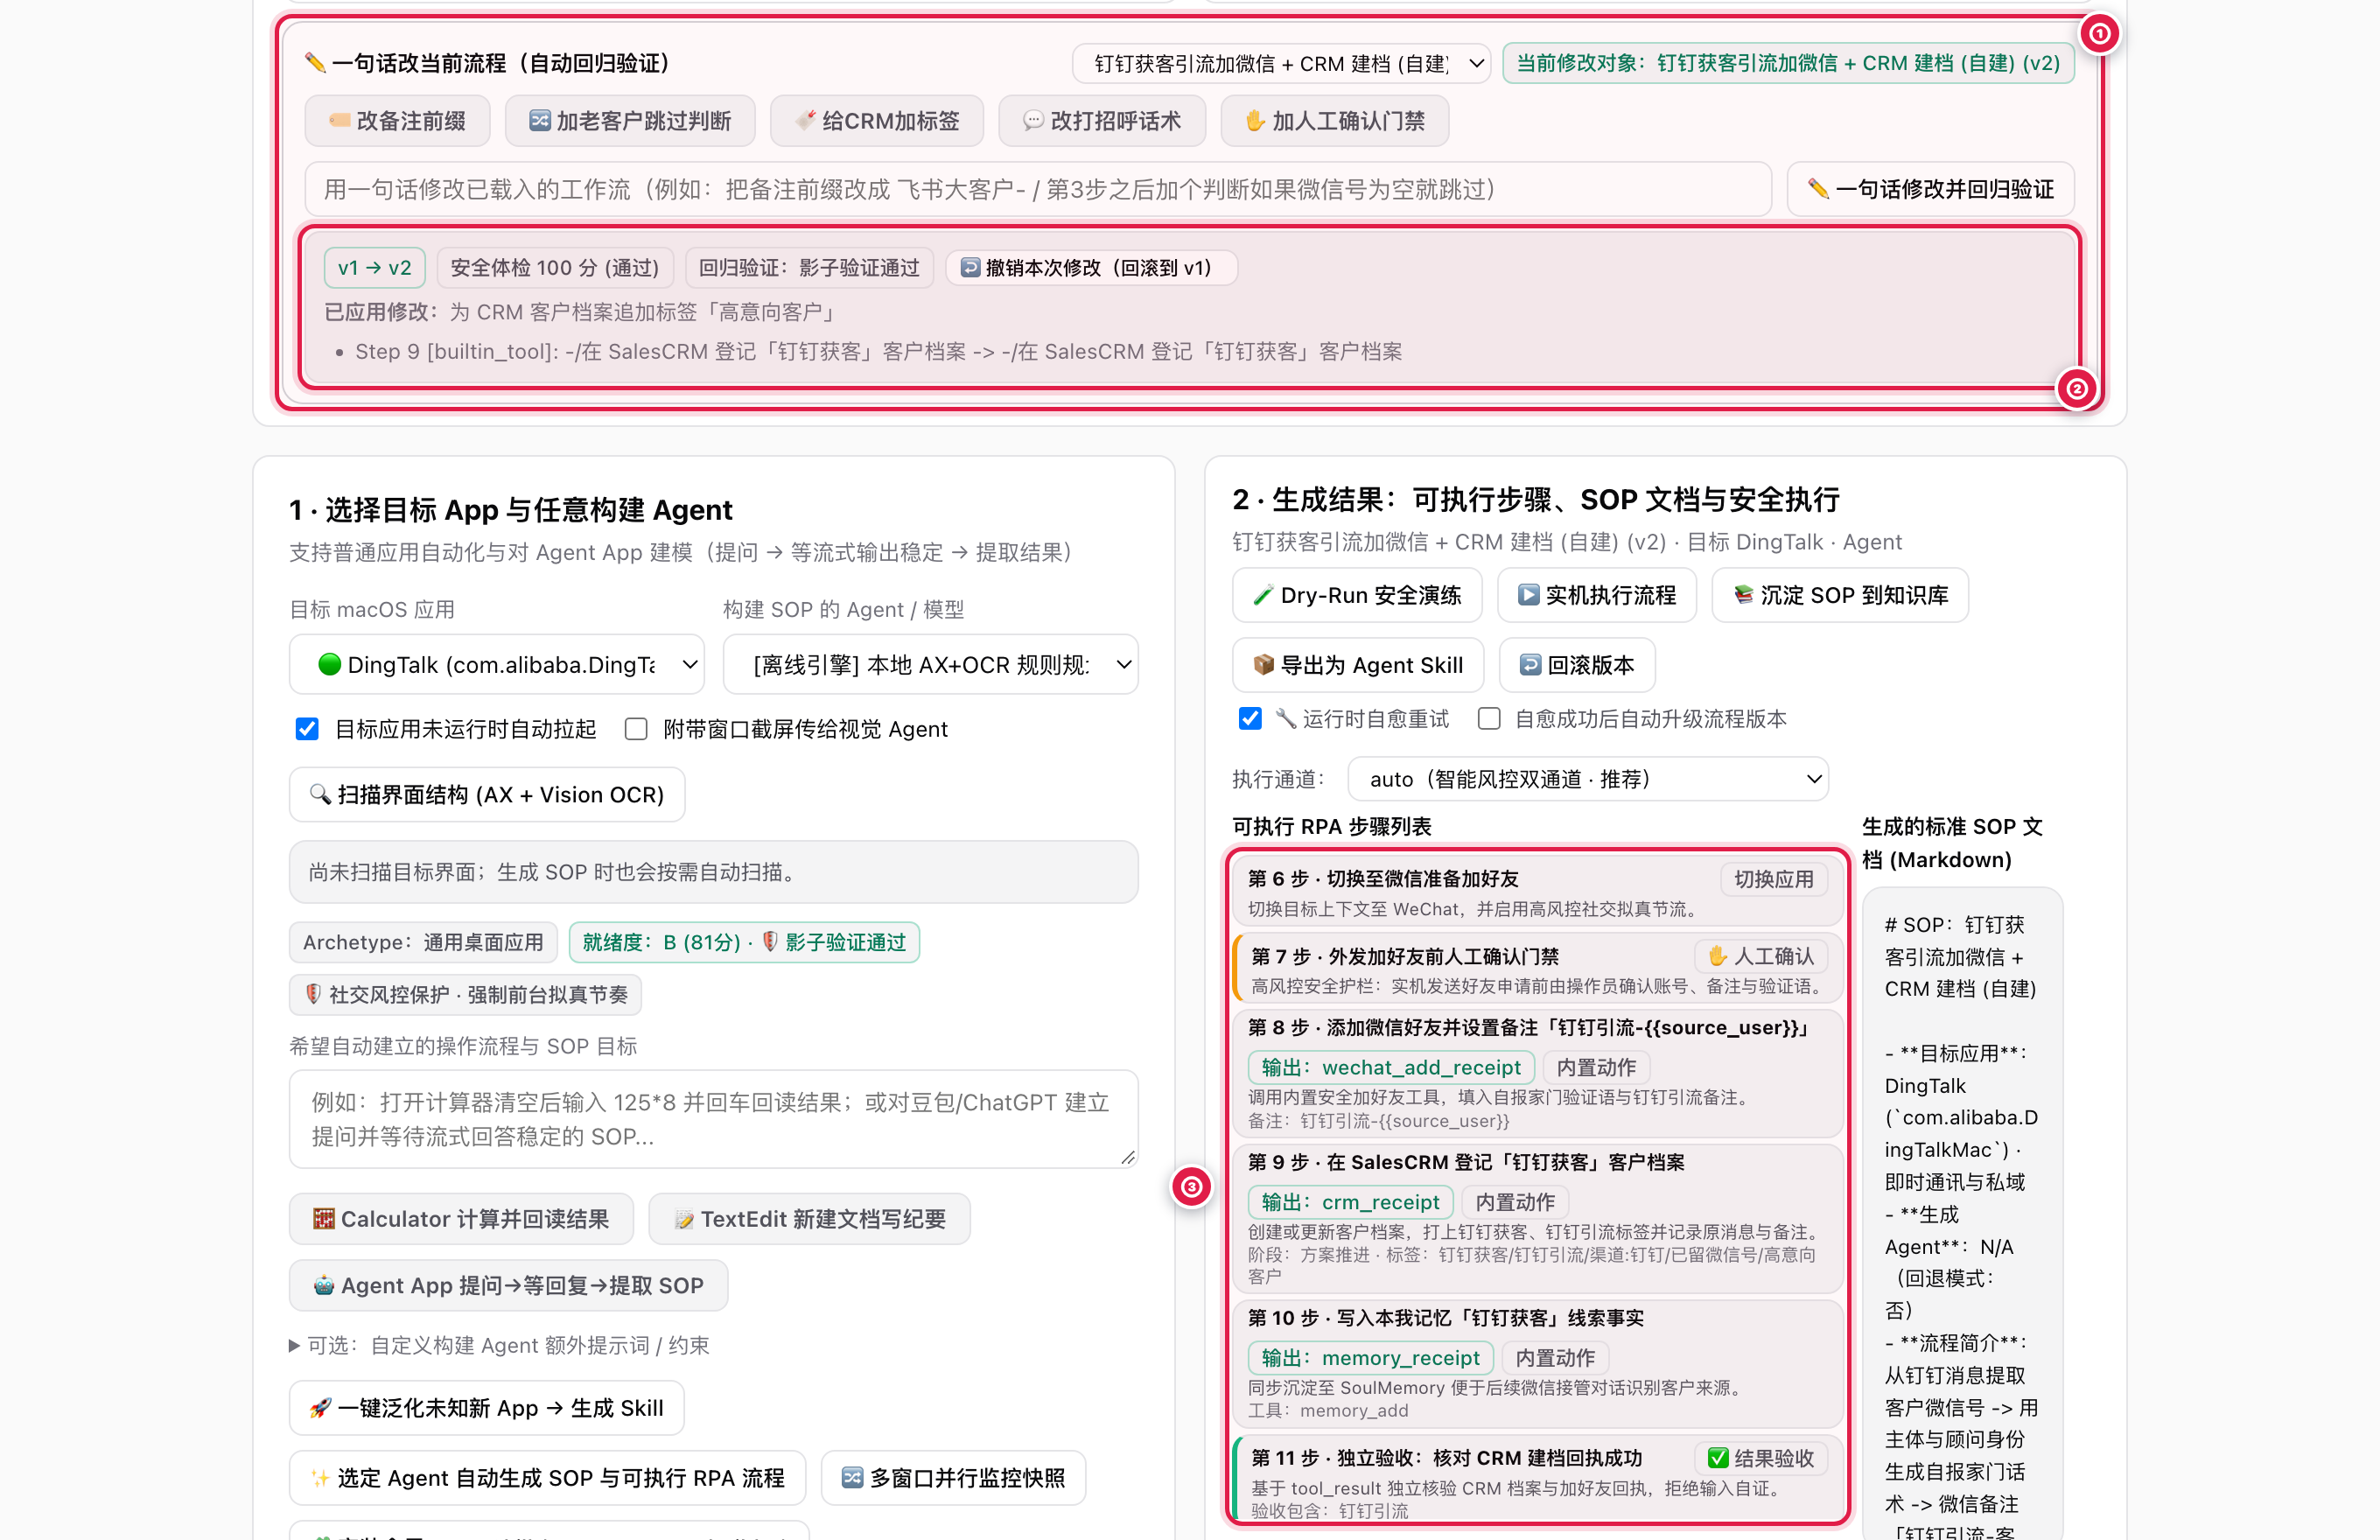 ①
✏️ 一句话改当前流程（自动回归验证）
钉钉获客引流加微信 + CRM 建档 (自建)
当前修改对象：钉钉获客引流加微信 + CRM 建档 (自建) (v2)
🏷️ 改备注前缀
🔀 加老客户跳过判断
🔖 给CRM加标签
💬 改打招呼话术
✋ 加人工确认门禁
用一句话修改已载入的工作流（例如：把备注前缀改成 飞书大客户- / 第3步之后加个判断如果微信号为空就跳过）
✏️ 一句话修改并回归验证
v1 → v2
安全体检 100 分 (通过)
回归验证：影子验证通过
↩️ 撤销本次修改（回滚到 v1）
已应用修改：为 CRM 客户档案追加标签「高意向客户」
• Step 9 [builtin_tool]: -/在 SalesCRM 登记「钉钉获客」客户档案 -> -/在 SalesCRM 登记「钉钉获客」客户档案
②
1 · 选择目标 App 与任意构建 Agent
支持普通应用自动化与对 Agent App 建模（提问 → 等流式输出稳定 → 提取结果）
目标 macOS 应用
构建 SOP 的 Agent / 模型
🟢 DingTalk (com.alibaba.DingTa
[离线引擎] 本地 AX+OCR 规则规
目标应用未运行时自动拉起
附带窗口截屏传给视觉 Agent
🔍 扫描界面结构 (AX + Vision OCR)
尚未扫描目标界面；生成 SOP 时也会按需自动扫描。
Archetype：通用桌面应用
就绪度：B (81分) · 🛡️ 影子验证通过
🛡️ 社交风控保护 · 强制前台拟真节奏
希望自动建立的操作流程与 SOP 目标
例如：打开计算器清空后输入 125*8 并回车回读结果；或对豆包/ChatGPT 建立
提问并等待流式回答稳定的 SOP...
🧮 Calculator 计算并回读结果
📝 TextEdit 新建文档写纪要
🤖 Agent App 提问→等回复→提取 SOP
▶ 可选：自定义构建 Agent 额外提示词 / 约束
🚀 一键泛化未知新 App → 生成 Skill
✨ 选定 Agent 自动生成 SOP 与可执行 RPA 流程
🔀 多窗口并行监控快照
2 · 生成结果：可执行步骤、SOP 文档与安全执行
钉钉获客引流加微信 + CRM 建档 (自建) (v2) · 目标 DingTalk · Agent
🧪 Dry-Run 安全演练
▶️ 实机执行流程
📚 沉淀 SOP 到知识库
📦 导出为 Agent Skill
↩️ 回滚版本
🔧 运行时自愈重试
自愈成功后自动升级流程版本
执行通道：
auto（智能风控双通道 · 推荐）
可执行 RPA 步骤列表
③
第 6 步 · 切换至微信准备加好友
切换应用
切换目标上下文至 WeChat，并启用高风控社交拟真节流。
第 7 步 · 外发加好友前人工确认门禁
✋ 人工确认
高风控安全护栏：实机发送好友申请前由操作员确认账号、备注与验证语。
第 8 步 · 添加微信好友并设置备注「钉钉引流-{{source_user}}」
输出：wechat_add_receipt
内置动作
调用内置安全加好友工具，填入自报家门验证语与钉钉引流备注。
备注：钉钉引流-{{source_user}}
第 9 步 · 在 SalesCRM 登记「钉钉获客」客户档案
输出：crm_receipt
内置动作
创建或更新客户档案，打上钉钉获客、钉钉引流标签并记录原消息与备注。
阶段：方案推进 · 标签：钉钉获客/钉钉引流/渠道:钉钉/已留微信号/高意向
客户
第 10 步 · 写入本我记忆「钉钉获客」线索事实
输出：memory_receipt
内置动作
同步沉淀至 SoulMemory 便于后续微信接管对话识别客户来源。
工具：memory_add
第 11 步 · 独立验收：核对 CRM 建档回执成功
✅ 结果验收
基于 tool_result 独立核验 CRM 档案与加好友回执，拒绝输入自证。
验收包含：钉钉引流
生成的标准 SOP 文
档 (Markdown)
# SOP：钉钉获
客引流加微信 +
CRM 建档 (自建)
- **目标应用**：
DingTalk
(`com.alibaba.D
ingTalkMac`) ·
即时通讯与私域
- **生成
Agent**：N/A
（回退模式：
否）
- **流程简介**：
从钉钉消息提取
客户微信号 -> 用
主体与顾问身份
生成自报家门话
术 -> 微信备注
「钉钉引流-客